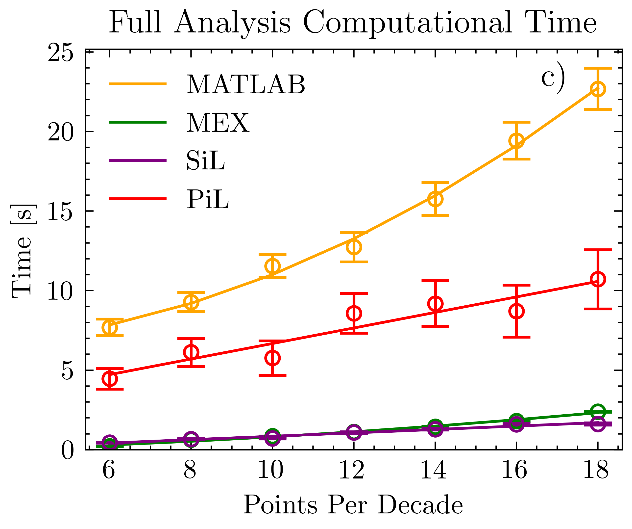 Full Analysis Computational Time
c)
MATLAB
MEX
SiL
PiL
Time [s]
25
20
15
10
5
0
6 8 10 12 14 16 18
Points Per Decade